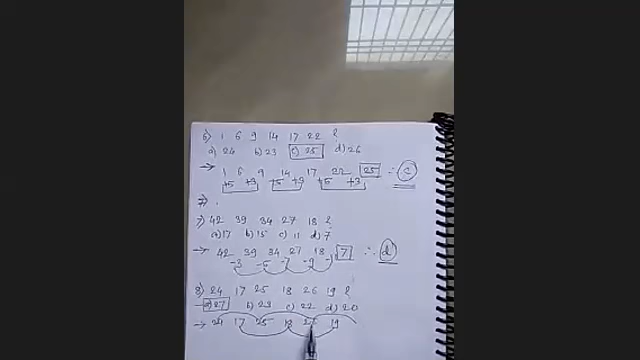 6) 1 6 9 14 17 22 ?
a) 24 b) 23 c) 25 d) 26
→ 1 6 9 14 17 22 25 ∴ c
+5 +3 +5 +3 +5 +3
7) 42 39 34 27 18 ?
a) 17 b) 15 c) 11 d) 7
→ 42 39 34 27 18 7 ∴ d
-3 -5 -7 -9
8) 24 17 25 18 26 19 ?
a) 27 b) 23 c) 22 d) 20
→ 24 17 25 18 19